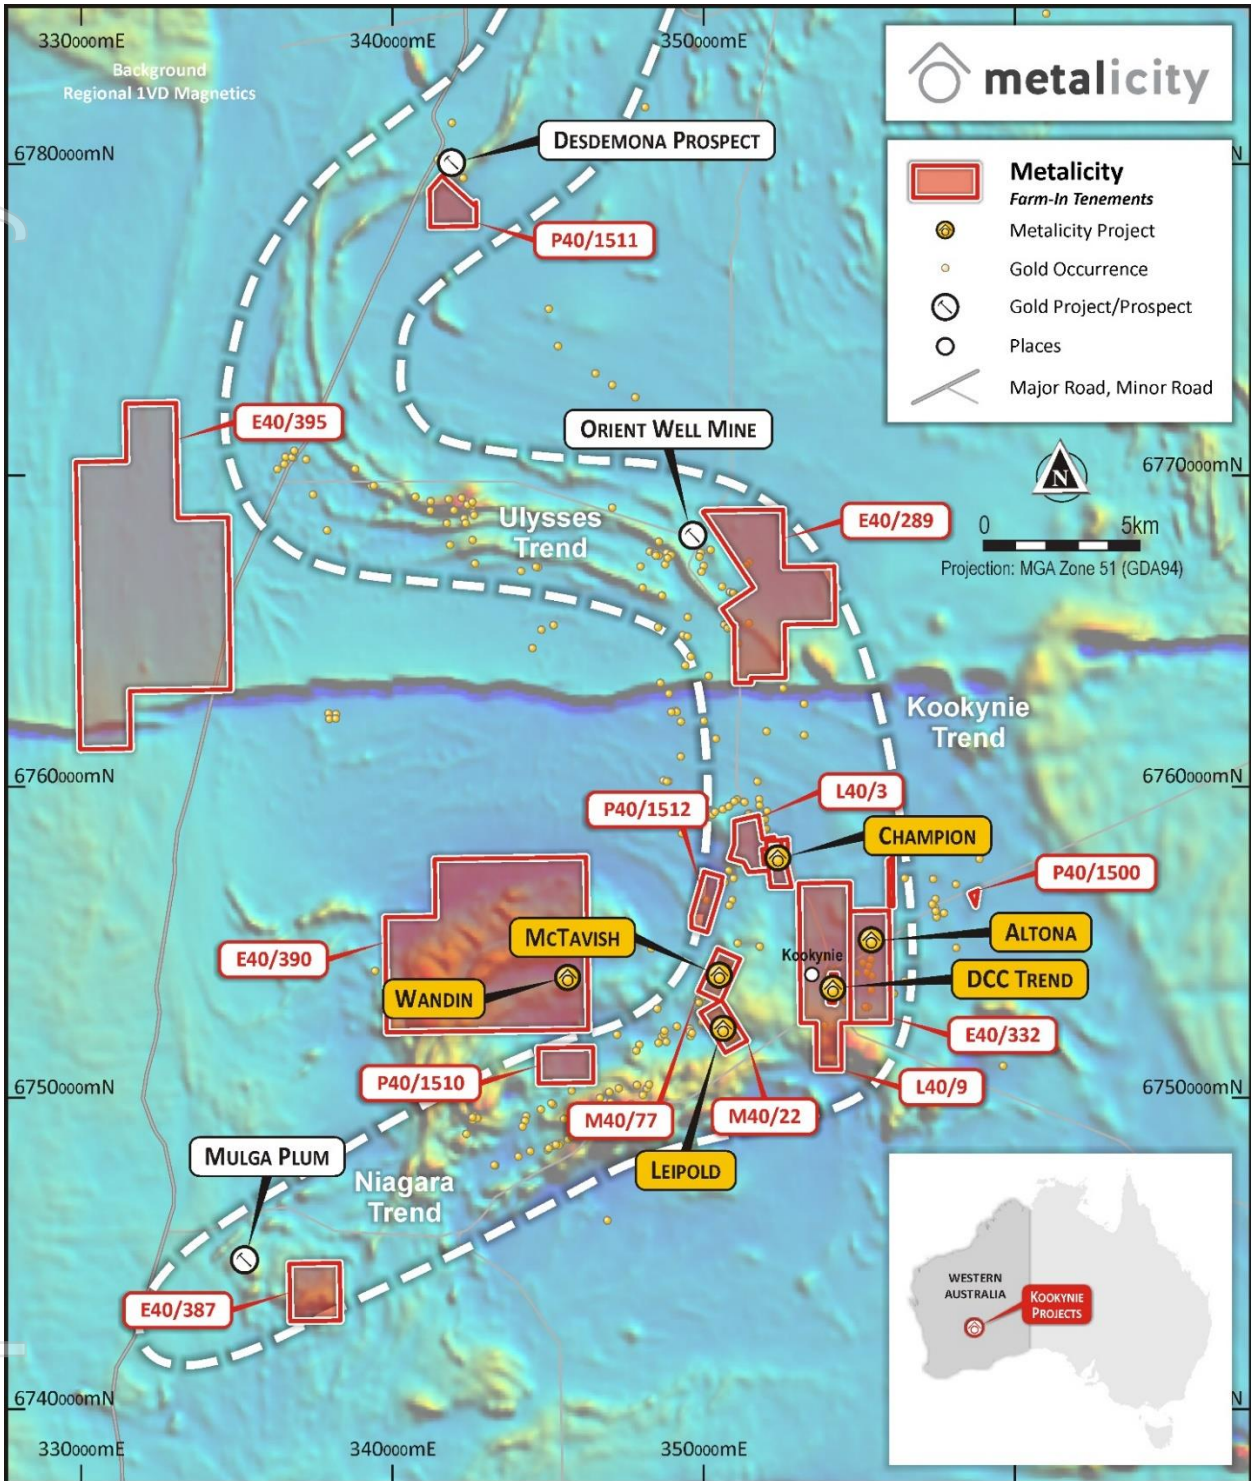 330000mE
340000mE
350000mE
Background
Regional 1VD Magnetics
metalicity
6780000mN
N
DESDEMONA PROSPECT
P40/1511
Metalicity
Farm-In Tenements
Metalicity Project
Gold Occurrence
Gold Project/Prospect
Places
Major Road, Minor Road
E40/395
ORIENT WELL MINE
N
6770000mN
Ulysses
Trend
E40/289
0
5km
Projection: MGA Zone 51 (GDA94)
Kookynie
Trend
6760000mN
6760000mN
P40/1512
L40/3
CHAMPION
P40/1500
E40/390
MCTAVISH
ALTONA
Kookynie
WANDIN
DCC TREND
E40/332
P40/1510
L40/9
M40/77
M40/22
6750000mN
LEIPOLD
MULGA PLUM
Niagara
Trend
E40/387
WESTERN
AUSTRALIA
KOOKYNIE
PROJECTS
6740000mN
N
330000mE
340000mE
350000mE